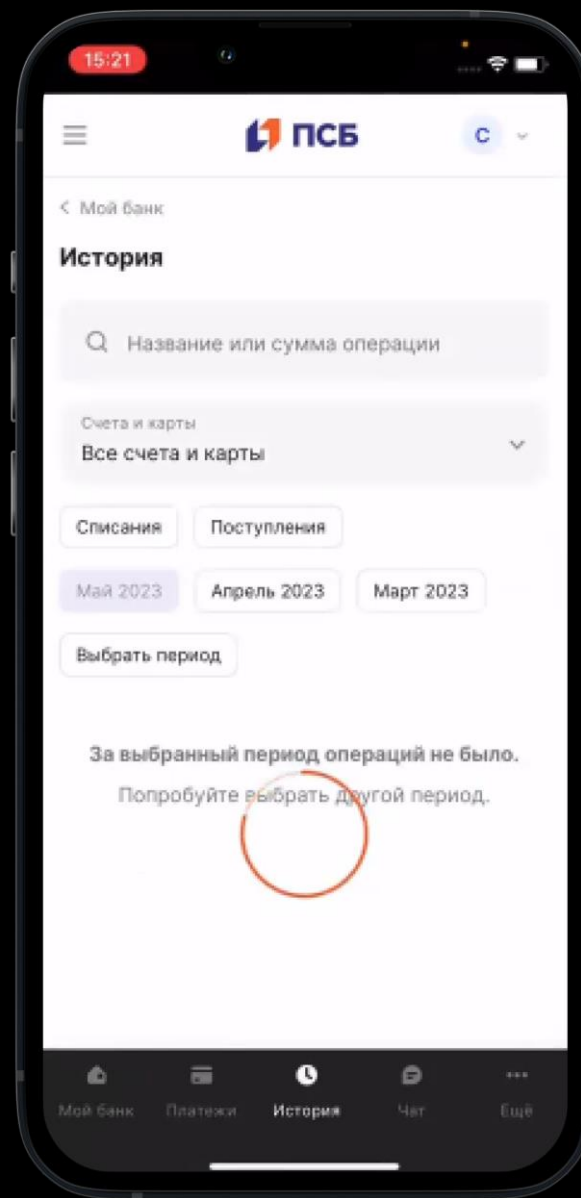 15:21
ПСБ
С
Мой банк
История
Название или сумма операции
Счета и карты
Все счета и карты
Списания Поступления
Май 2023 Апрель 2023 Март 2023
Выбрать период
За выбранный период операций не было.
Попробуйте выбрать другой период.
Мой банк Платежи История Чат Ещё